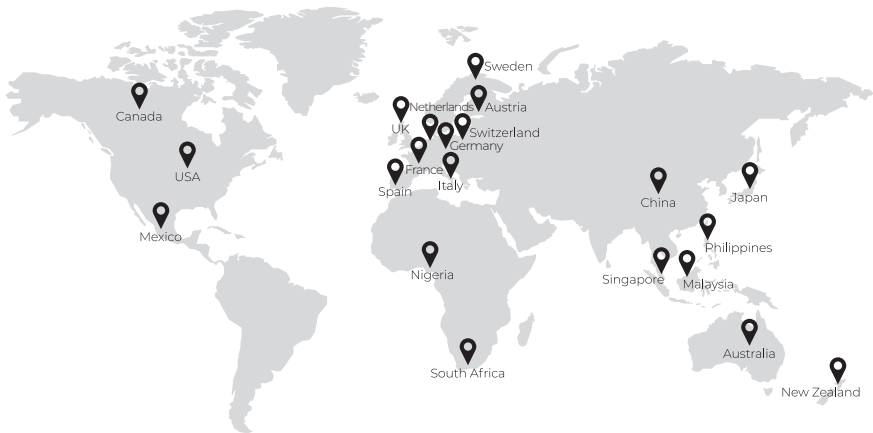 Sweden
Canada
Netherlands
Austria
UK
Switzerland
Germany
USA
France
Italy
Spain
China
Japan
Mexico
Philippines
Nigeria
Singapore
Malaysia
Australia
South Africa
New Zealand